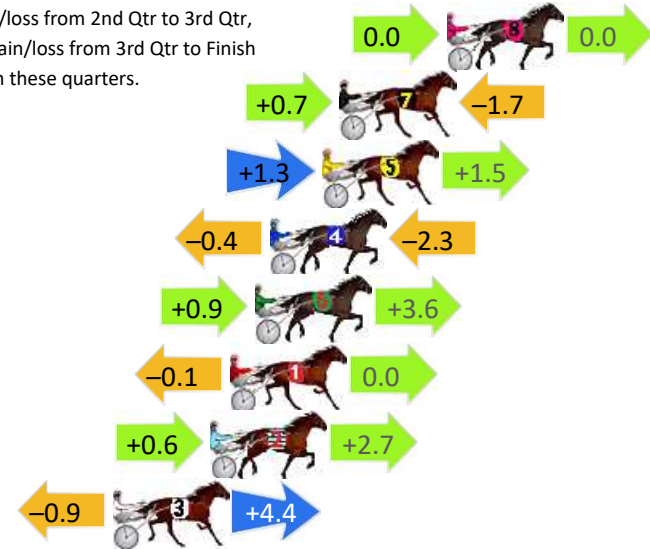 /loss from 2nd Qtr to 3rd Qtr,
ain/loss from 3rd Qtr to Finish
n these quarters.
0.0 8 0.0
+0.7 7 –1.7
+1.3 5 +1.5
–0.4 4 –2.3
+0.9 6 +3.6
–0.1 1 0.0
+0.6 2 +2.7
–0.9 3 +4.4